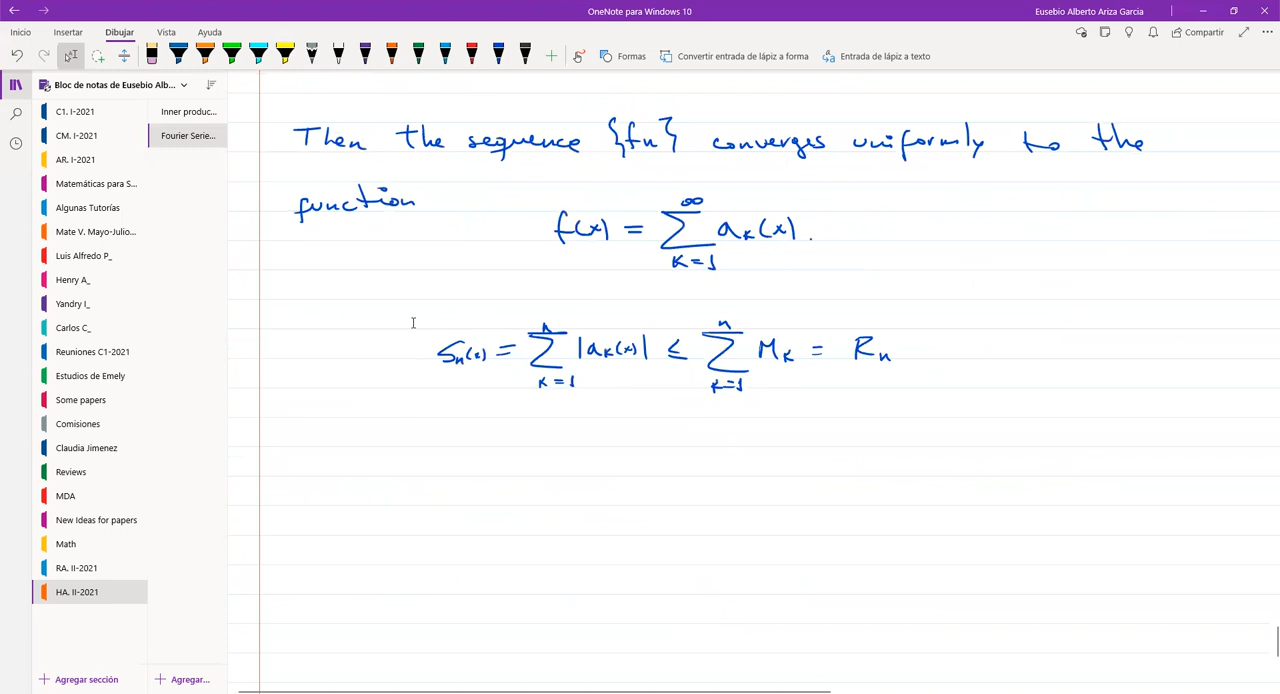 OneNote para Windows 10
Eusebio Alberto Ariza Garcia
Inicio Insertar Dibujar Vista Ayuda
Compartir
Formas
Convertir entrada de lápiz a forma
Entrada de lápiz a texto
Bloc de notas de Eusebio Alb...
C1. I-2021
CM. I-2021
AR. I-2021
Matemáticas para S...
Algunas Tutorías
Mate V. Mayo-Julio...
Luis Alfredo P_
Henry A_
Yandry I_
Carlos C_
Reuniones C1-2021
Estudios de Emely
Some papers
Comisiones
Claudia Jimenez
Reviews
MDA
New Ideas for papers
Math
RA. II-2021
HA. II-2021
Agregar sección
Inner produc...
Fourier Serie...
Agregar...
Then the sequence {fn} converges uniformly to the
function
f(x) = ∑_{k=1}^{∞} a_k(x).
S_n(x) = ∑_{k=1}^{n} |a_k(x)| ≤ ∑_{k=1}^{n} M_k = R_n